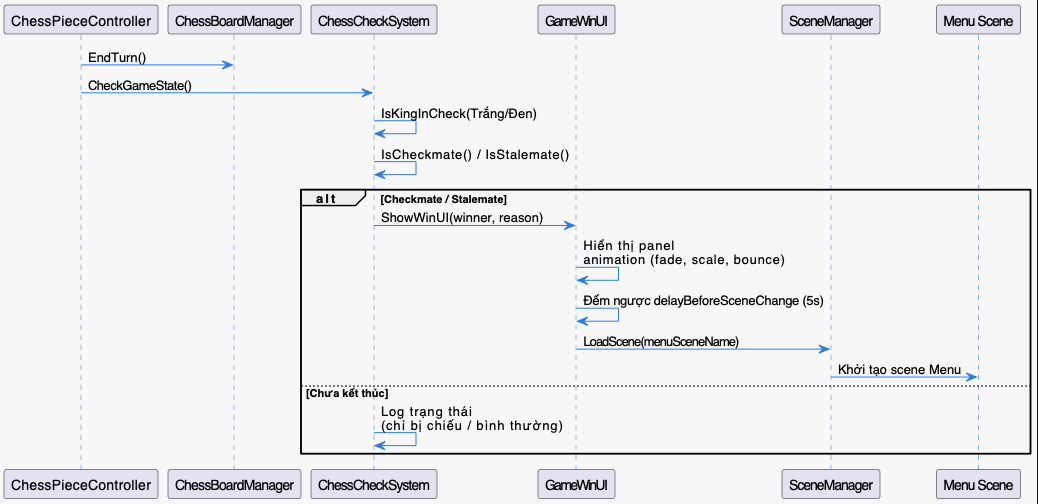 ChessPieceController
ChessBoardManager
ChessCheckSystem
GameWinUI
SceneManager
Menu Scene
EndTurn()
CheckGameState()
IsKingInCheck(Trắng/Đen)
IsCheckmate() / IsStalemate()
alt
[Checkmate / Stalemate]
ShowWinUI(winner, reason)
Hiển thị panel
animation (fade, scale, bounce)
Đếm ngược delayBeforeSceneChange (5s)
LoadScene(menuSceneName)
Khởi tạo scene Menu
[Chưa kết thúc]
Log trạng thái
(chỉ bị chiếu / bình thường)
ChessPieceController
ChessBoardManager
ChessCheckSystem
GameWinUI
SceneManager
Menu Scene